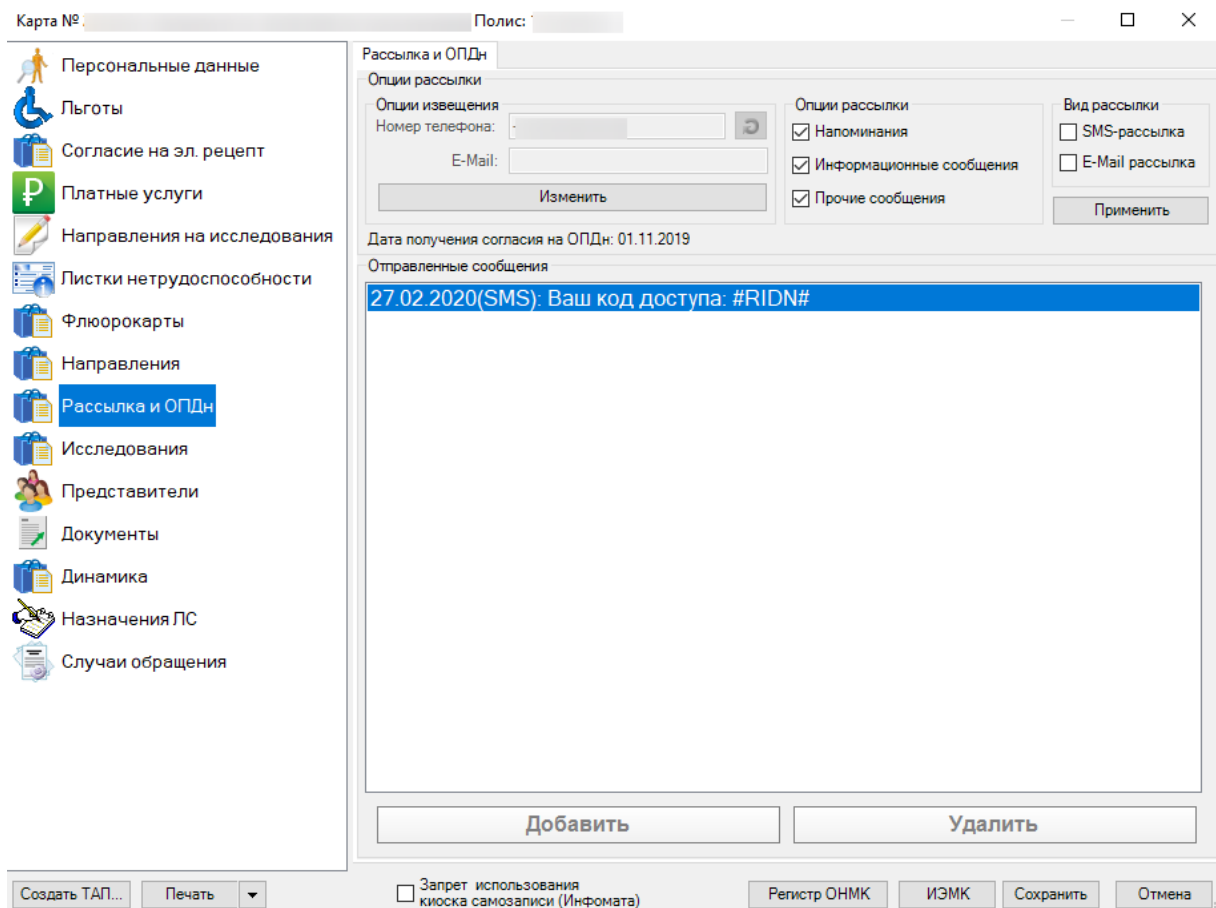 Карта №
Полис:
Персональные данные
Льготы
Согласие на эл. рецепт
Платные услуги
Направления на исследования
Листки нетрудоспособности
Флюорокарты
Направления
Рассылка и ОПДн
Исследования
Представители
Документы
Динамика
Назначения ЛС
Случаи обращения
Рассылка и ОПДн
Опции рассылки
Опции извещения
Номер телефона:
E-Mail:
Изменить
Опции рассылки
Напоминания
Информационные сообщения
Прочие сообщения
Вид рассылки
SMS-рассылка
E-Mail рассылка
Применить
Дата получения согласия на ОПДн: 01.11.2019
Отправленные сообщения
27.02.2020(SMS): Ваш код доступа: #RIDN#
Добавить
Удалить
Создать ТАП...
Печать
Запрет использования
киоска самозаписи (Инфомата)
Регистр ОНМК
ИЭМК
Сохранить
Отмена